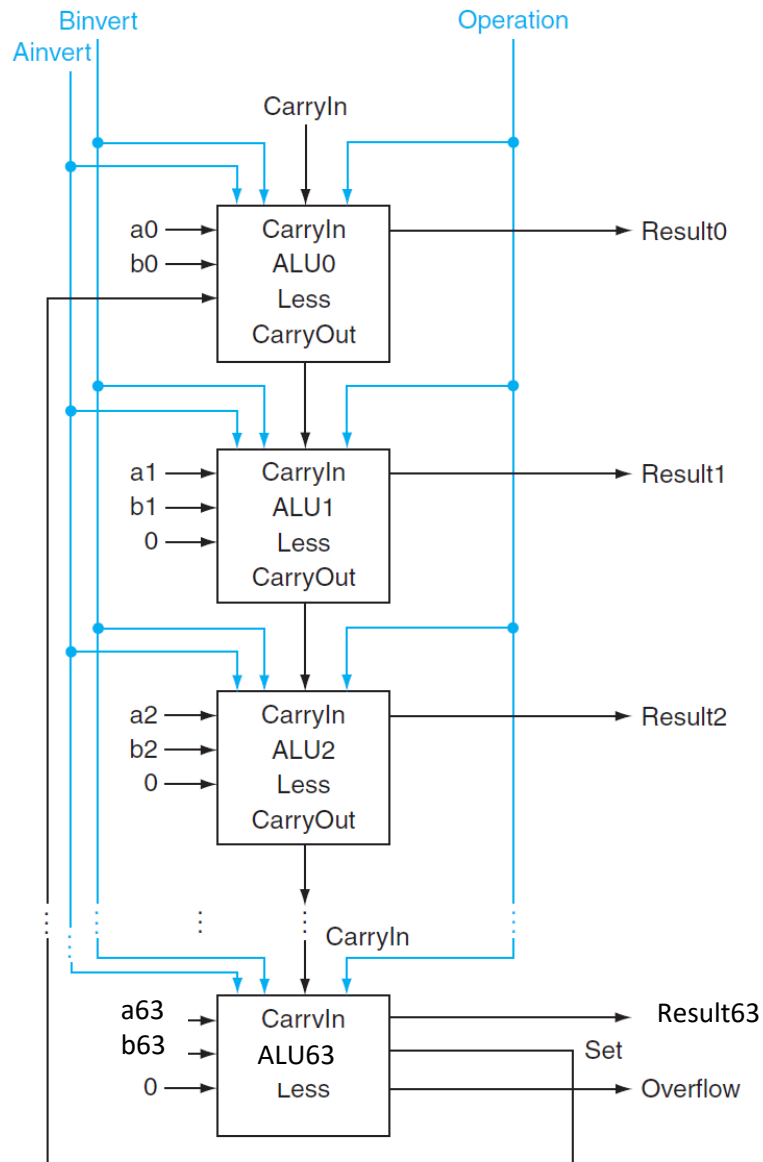 Binvert
Operation
Ainvert
CarryIn
a0
CarryIn
Result0
b0
ALU0
Less
CarryOut
a1
CarryIn
Result1
b1
ALU1
0
Less
CarryOut
a2
CarryIn
Result2
b2
ALU2
0
Less
CarryOut
CarryIn
a63
CarryIn
Result63
b63
ALU63
Set
0
Less
Overflow